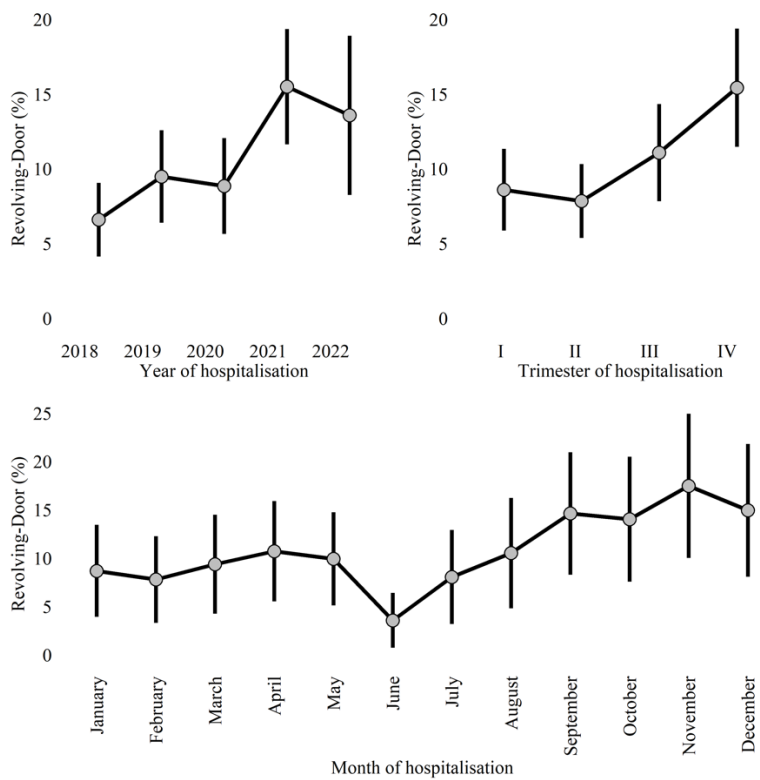 20
15
10
5
0
Revolving-Door (%)
2018 2019 2020 2021 2022
Year of hospitalisation
20
15
10
5
0
Revolving-Door (%)
I II III IV
Trimester of hospitalisation
25
20
15
10
5
0
Revolving-Door (%)
January
February
March
April
May
June
July
August
September
October
November
December
Month of hospitalisation